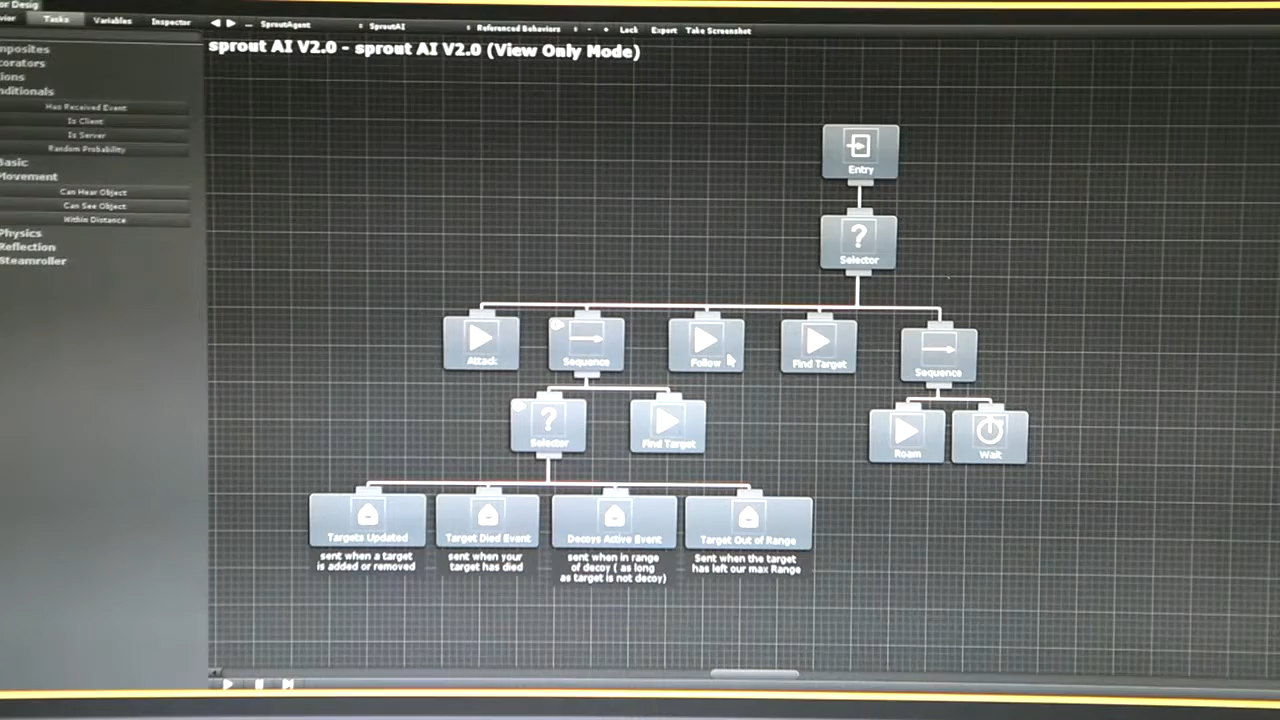 or Desig
vior Tasks Variables Inspector ... SproutAgent SproutAI Referenced Behaviors - + Lock Export Take Screenshot
sprout AI V2.0 - sprout AI V2.0 (View Only Mode)
mposites
corators
ions
nditionals
Has Received Event
Is Client
Is Server
Random Probability
Basic
Movement
Can Hear Object
Can See Object
Within Distance
Physics
Reflection
Steamroller
Entry
Selector
Attack Sequence Follow Find Target Sequence
Selector Find Target Roam Wait
Targets Updated Target Died Event Decoys Active Event Target Out of Range
sent when a target
is added or removed
sent when your
target has died
sent when in range
of decoy ( as long
as target is not decoy)
Sent when the target
has left our max Range